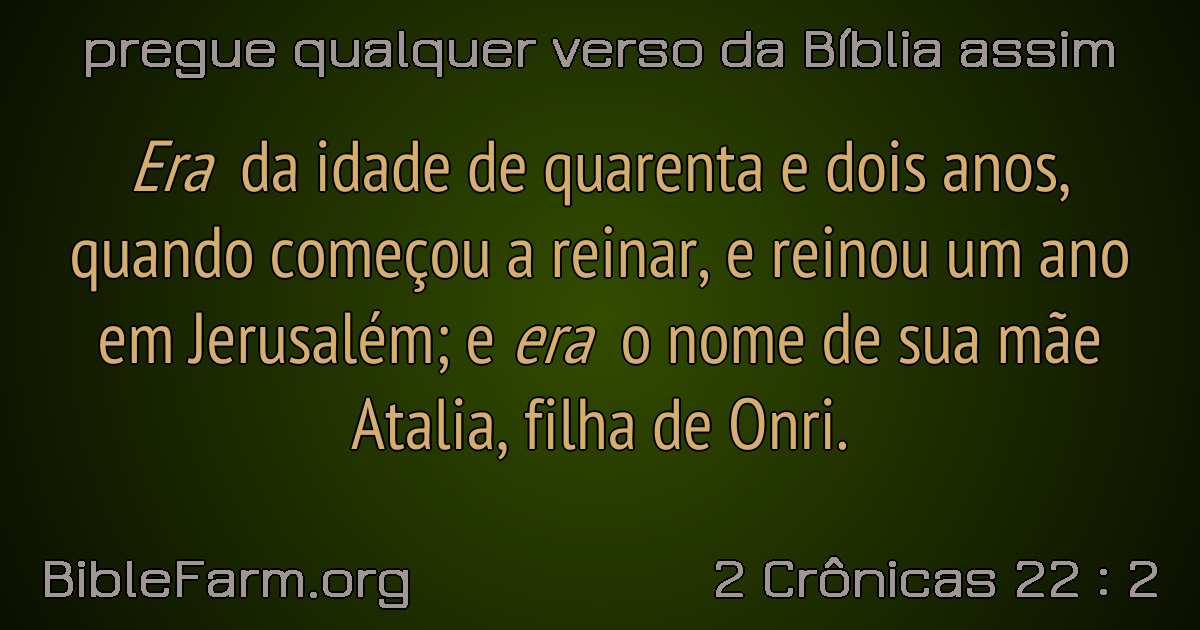 pregue qualquer verso da Bíblia assim
Era da idade de quarenta e dois anos,
quando começou a reinar, e reinou um ano
em Jerusalém; e era o nome de sua mãe
Atalia, filha de Onri.
BibleFarm.org
2 Crônicas 22 : 2